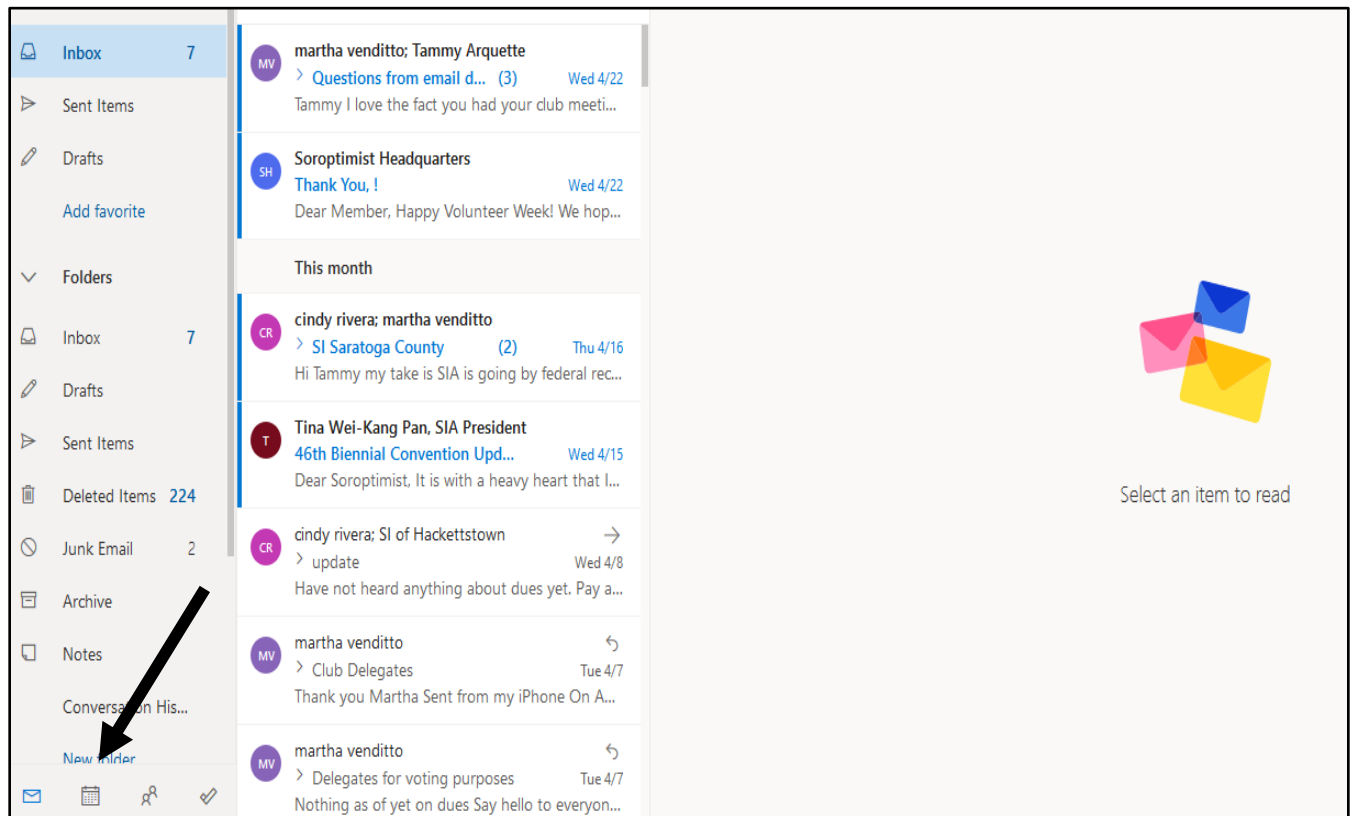 Inbox 7
Sent Items
Drafts
Add favorite
Folders
Inbox 7
Drafts
Sent Items
Deleted Items 224
Junk Email 2
Archive
Notes
Conversation His...
New folder
MV
martha venditto; Tammy Arquette
> Questions from email d... (3) Wed 4/22
Tammy I love the fact you had your club meeti...
SH
Soroptimist Headquarters
Thank You, ! Wed 4/22
Dear Member, Happy Volunteer Week! We hop...
This month
CR
cindy rivera; martha venditto
> SI Saratoga County (2) Thu 4/16
Hi Tammy my take is SIA is going by federal rec...
T
Tina Wei-Kang Pan, SIA President
46th Biennial Convention Upd... Wed 4/15
Dear Soroptimist, It is with a heavy heart that I...
CR
cindy rivera; SI of Hackettstown
> update Wed 4/8
Have not heard anything about dues yet. Pay a...
MV
martha venditto
> Club Delegates Tue 4/7
Thank you Martha Sent from my iPhone On A...
MV
martha venditto
> Delegates for voting purposes Tue 4/7
Nothing as of yet on dues Say hello to everyon...
Select an item to read